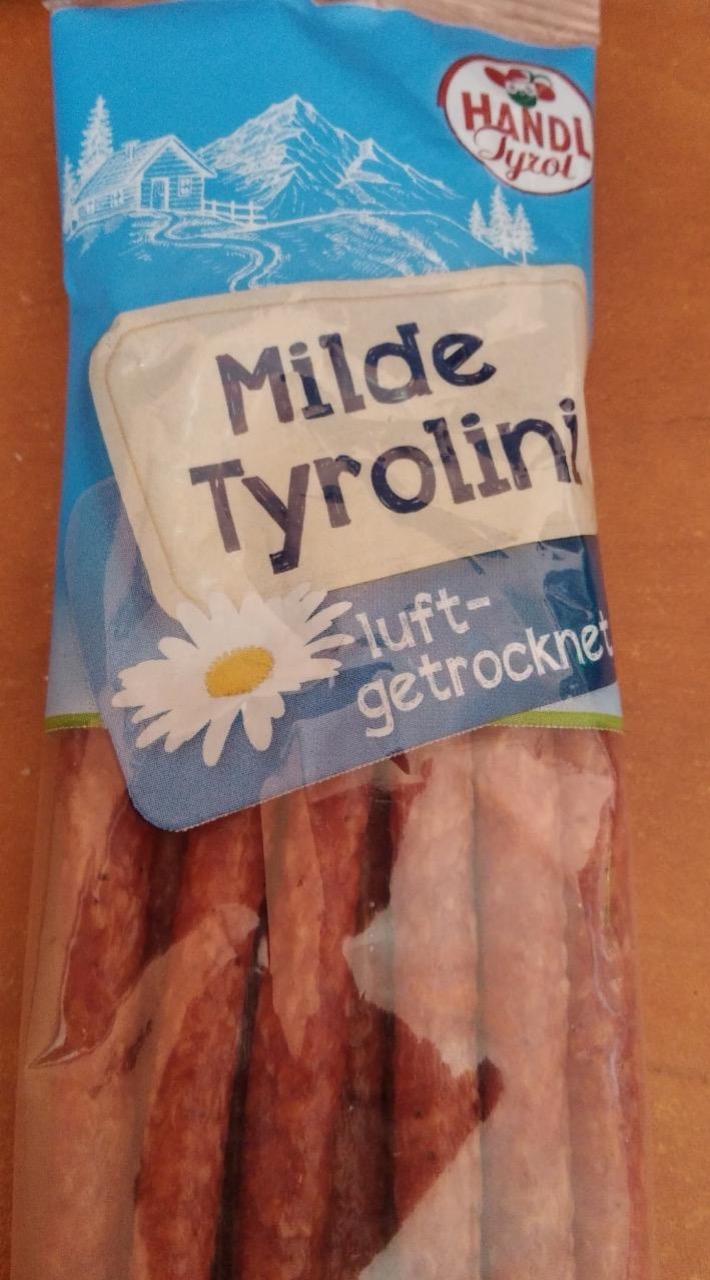 HANDL
Tyrol
Milde
Tyrolini
luft-
getrocknet